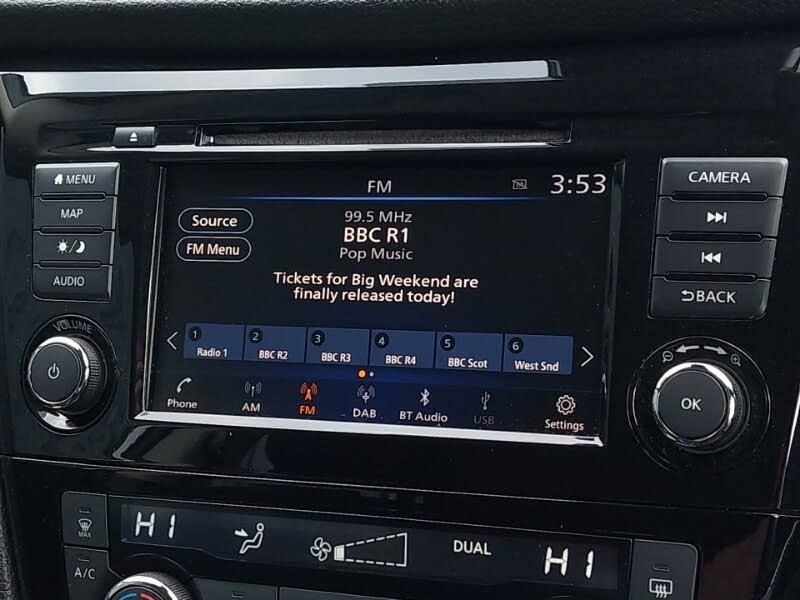 MENU
MAP
AUDIO
VOLUME
FM
3:53
Source
FM Menu
99.5 MHz
BBC R1
Pop Music
Tickets for Big Weekend are
finally released today!
1 Radio 1
2 BBC R2
3 BBC R3
4 BBC R4
5 BBC Scot
6 West Snd
Phone
AM
FM
DAB
BT Audio
USB
Settings
CAMERA
BACK
OK
MAX
A/C
HI
DUAL
HI